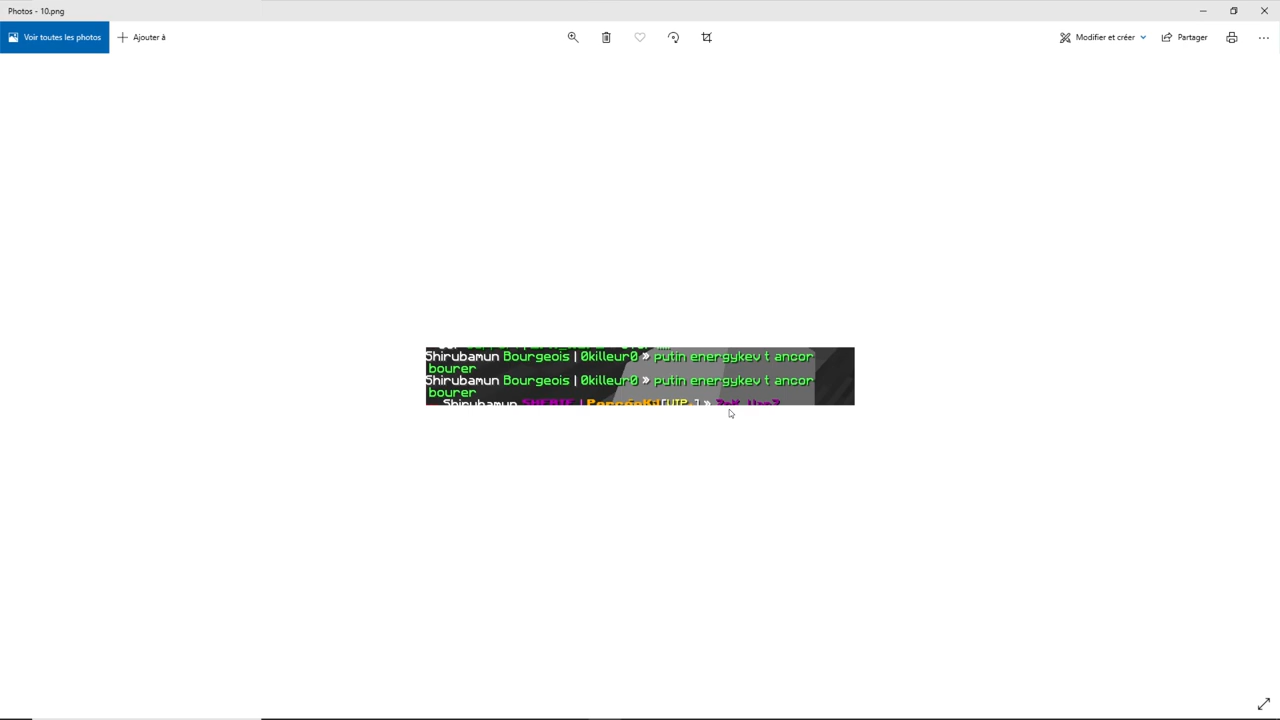 Photos - 10.png
Voir toutes les photos
Ajouter à
Modifier et créer
Partager
Shirubamun Bourgeois | 0killeur0 » putin energykev t ancor
bourer
Shirubamun Bourgeois | 0killeur0 » putin energykev t ancor
bourer
Shirubamun